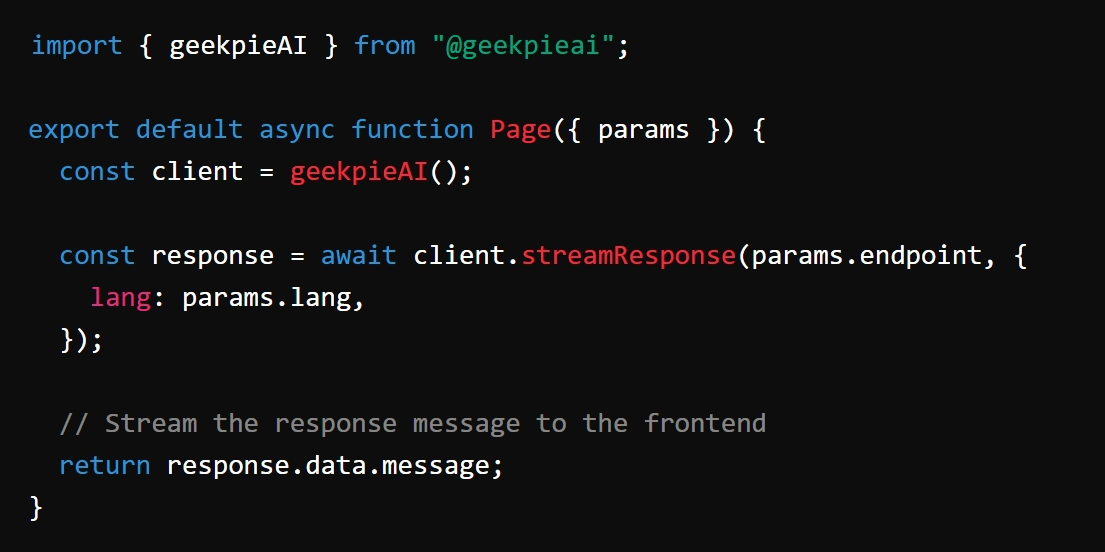 import { geekpieAI } from "@geekpieai";
export default async function Page({ params }) {
const client = geekpieAI();
const response = await client.streamResponse(params.endpoint, {
lang: params.lang,
});
// Stream the response message to the frontend
return response.data.message;
}